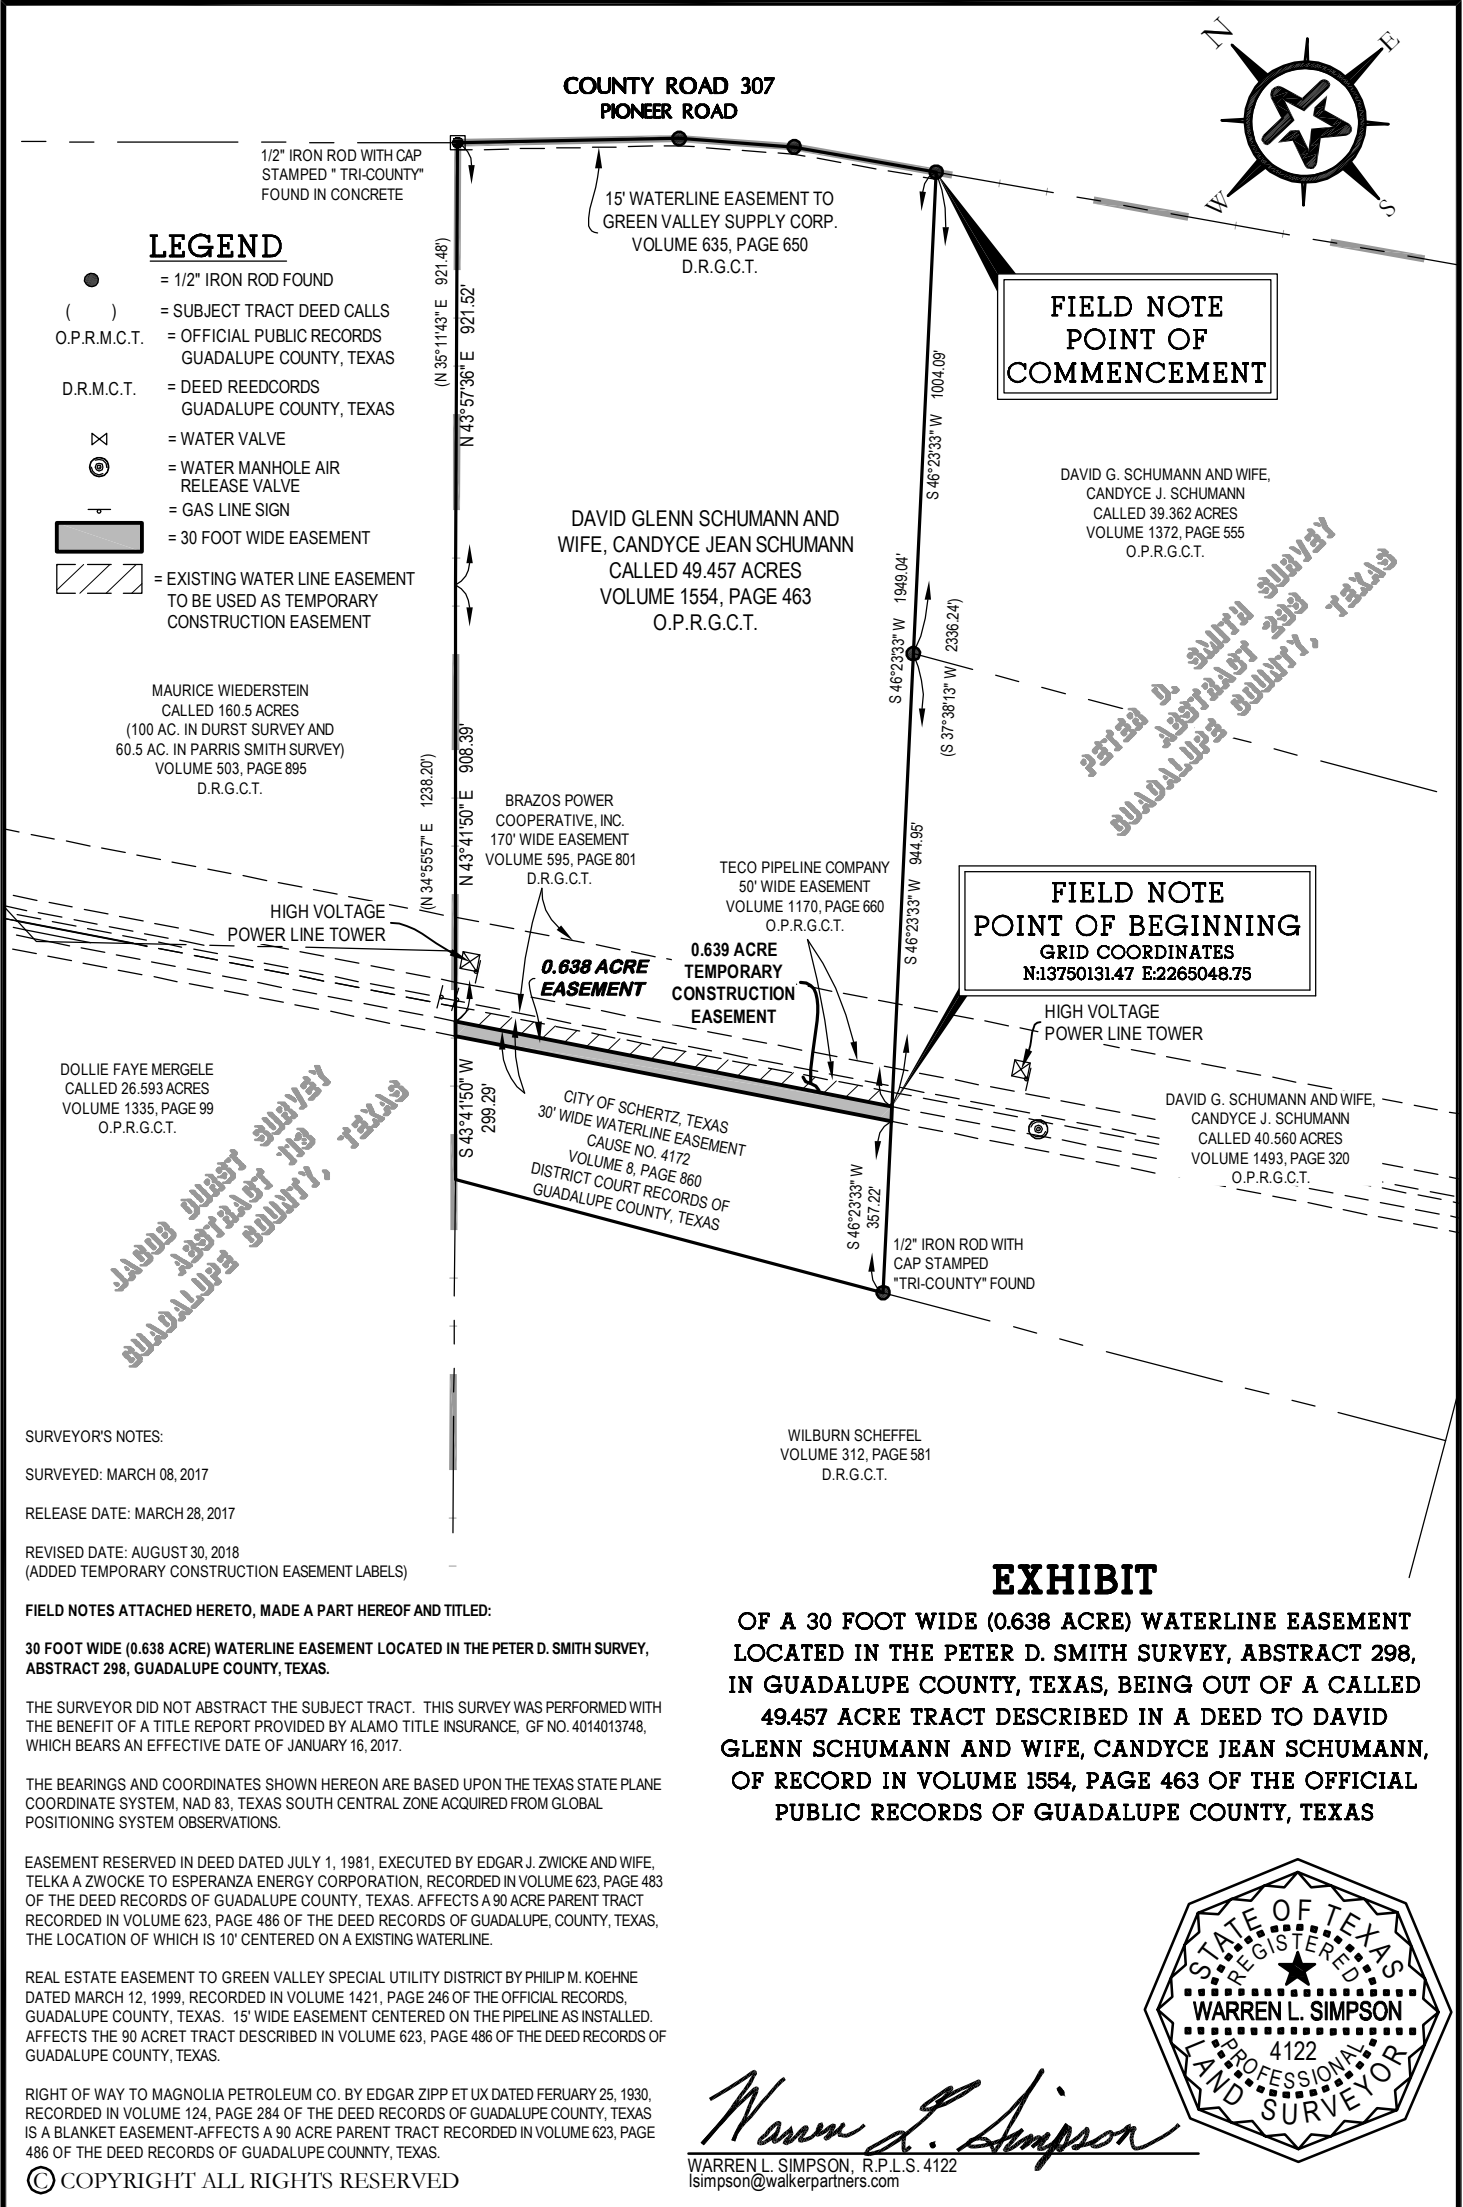 N
E
W
S
COUNTY ROAD 307
PIONEER ROAD
1/2" IRON ROD WITH CAP
STAMPED " TRI-COUNTY"
FOUND IN CONCRETE
15' WATERLINE EASEMENT TO
GREEN VALLEY SUPPLY CORP.
VOLUME 635, PAGE 650
D.R.G.C.T.
LEGEND
= 1/2" IRON ROD FOUND
( ) = SUBJECT TRACT DEED CALLS
O.P.R.M.C.T. = OFFICIAL PUBLIC RECORDS
GUADALUPE COUNTY, TEXAS
D.R.M.C.T. = DEED REEDCORDS
GUADALUPE COUNTY, TEXAS
= WATER VALVE
= WATER MANHOLE AIR
RELEASE VALVE
= GAS LINE SIGN
= 30 FOOT WIDE EASEMENT
= EXISTING WATER LINE EASEMENT
TO BE USED AS TEMPORARY
CONSTRUCTION EASEMENT
(N 35°11'43" E 921.48')
N 43°57'36" E 921.52'
FIELD NOTE
POINT OF
COMMENCEMENT
S 46°23'33" W 1004.09'
DAVID G. SCHUMANN AND WIFE,
CANDYCE J. SCHUMANN
CALLED 39.362 ACRES
VOLUME 1372, PAGE 555
O.P.R.G.C.T.
DAVID GLENN SCHUMANN AND
WIFE, CANDYCE JEAN SCHUMANN
CALLED 49.457 ACRES
VOLUME 1554, PAGE 463
O.P.R.G.C.T.
S 46°23'33" W 1949.04'
(S 37°38'13" W 2336.24')
PETER D. SMITH SURVEY
ABSTRACT 298
GUADALUPE COUNTY, TEXAS
MAURICE WIEDERSTEIN
CALLED 160.5 ACRES
(100 AC. IN DURST SURVEY AND
60.5 AC. IN PARRIS SMITH SURVEY)
VOLUME 503, PAGE 895
D.R.G.C.T.
(N 34°55'57" E 1238.20')
N 43°41'50" E 908.39'
BRAZOS POWER
COOPERATIVE, INC.
170' WIDE EASEMENT
VOLUME 595, PAGE 801
D.R.G.C.T.
TECO PIPELINE COMPANY
50' WIDE EASEMENT
VOLUME 1170, PAGE 660
O.P.R.G.C.T.
S 46°23'33" W 944.95'
FIELD NOTE
POINT OF BEGINNING
GRID COORDINATES
N:13750131.47 E:2265048.75
HIGH VOLTAGE
POWER LINE TOWER
0.638 ACRE
EASEMENT
0.639 ACRE
TEMPORARY
CONSTRUCTION
EASEMENT
HIGH VOLTAGE
POWER LINE TOWER
DOLLIE FAYE MERGELE
CALLED 26.593 ACRES
VOLUME 1335, PAGE 99
O.P.R.G.C.T.
JACOB DURST SURVEY
ABSTRACT 113
GUADALUPE COUNTY, TEXAS
S 43°41'50" W
299.29'
CITY OF SCHERTZ, TEXAS
30' WIDE WATERLINE EASEMENT
CAUSE NO. 4172
VOLUME 8, PAGE 860
DISTRICT COURT RECORDS OF
GUADALUPE COUNTY, TEXAS
S 46°23'33" W
357.22'
DAVID G. SCHUMANN AND WIFE,
CANDYCE J. SCHUMANN
CALLED 40.560 ACRES
VOLUME 1493, PAGE 320
O.P.R.G.C.T.
1/2" IRON ROD WITH
CAP STAMPED
"TRI-COUNTY" FOUND
WILBURN SCHEFFEL
VOLUME 312, PAGE 581
D.R.G.C.T.
SURVEYOR'S NOTES:
SURVEYED: MARCH 08, 2017
RELEASE DATE: MARCH 28, 2017
REVISED DATE: AUGUST 30, 2018
(ADDED TEMPORARY CONSTRUCTION EASEMENT LABELS)
FIELD NOTES ATTACHED HERETO, MADE A PART HEREOF AND TITLED:
30 FOOT WIDE (0.638 ACRE) WATERLINE EASEMENT LOCATED IN THE PETER D. SMITH SURVEY,
ABSTRACT 298, GUADALUPE COUNTY, TEXAS.
THE SURVEYOR DID NOT ABSTRACT THE SUBJECT TRACT. THIS SURVEY WAS PERFORMED WITH
THE BENEFIT OF A TITLE REPORT PROVIDED BY ALAMO TITLE INSURANCE, GF NO. 4014013748,
WHICH BEARS AN EFFECTIVE DATE OF JANUARY 16, 2017.
THE BEARINGS AND COORDINATES SHOWN HEREON ARE BASED UPON THE TEXAS STATE PLANE
COORDINATE SYSTEM, NAD 83, TEXAS SOUTH CENTRAL ZONE ACQUIRED FROM GLOBAL
POSITIONING SYSTEM OBSERVATIONS.
EASEMENT RESERVED IN DEED DATED JULY 1, 1981, EXECUTED BY EDGAR J. ZWICKE AND WIFE,
TELKA A ZWOCKE TO ESPERANZA ENERGY CORPORATION, RECORDED IN VOLUME 623, PAGE 483
OF THE DEED RECORDS OF GUADALUPE COUNTY, TEXAS. AFFECTS A 90 ACRE PARENT TRACT
RECORDED IN VOLUME 623, PAGE 486 OF THE DEED RECORDS OF GUADALUPE, COUNTY, TEXAS,
THE LOCATION OF WHICH IS 10' CENTERED ON A EXISTING WATERLINE.
REAL ESTATE EASEMENT TO GREEN VALLEY SPECIAL UTILITY DISTRICT BY PHILIP M. KOEHNE
DATED MARCH 12, 1999, RECORDED IN VOLUME 1421, PAGE 246 OF THE OFFICIAL RECORDS,
GUADALUPE COUNTY, TEXAS. 15' WIDE EASEMENT CENTERED ON THE PIPELINE AS INSTALLED.
AFFECTS THE 90 ACRET TRACT DESCRIBED IN VOLUME 623, PAGE 486 OF THE DEED RECORDS OF
GUADALUPE COUNTY, TEXAS.
RIGHT OF WAY TO MAGNOLIA PETROLEUM CO. BY EDGAR ZIPP ET UX DATED FERUARY 25, 1930,
RECORDED IN VOLUME 124, PAGE 284 OF THE DEED RECORDS OF GUADALUPE COUNTY, TEXAS
IS A BLANKET EASEMENT-AFFECTS A 90 ACRE PARENT TRACT RECORDED IN VOLUME 623, PAGE
486 OF THE DEED RECORDS OF GUADALUPE COUNNTY, TEXAS.
© COPYRIGHT ALL RIGHTS RESERVED
EXHIBIT
OF A 30 FOOT WIDE (0.638 ACRE) WATERLINE EASEMENT
LOCATED IN THE PETER D. SMITH SURVEY, ABSTRACT 298,
IN GUADALUPE COUNTY, TEXAS, BEING OUT OF A CALLED
49.457 ACRE TRACT DESCRIBED IN A DEED TO DAVID
GLENN SCHUMANN AND WIFE, CANDYCE JEAN SCHUMANN,
OF RECORD IN VOLUME 1554, PAGE 463 OF THE OFFICIAL
PUBLIC RECORDS OF GUADALUPE COUNTY, TEXAS
STATE OF TEXAS
REGISTERED
WARREN L. SIMPSON
4122
PROFESSIONAL
LAND SURVEYOR
Warren L. Simpson
WARREN L. SIMPSON, R.P.L.S. 4122
lsimpson@walkerpartners.com